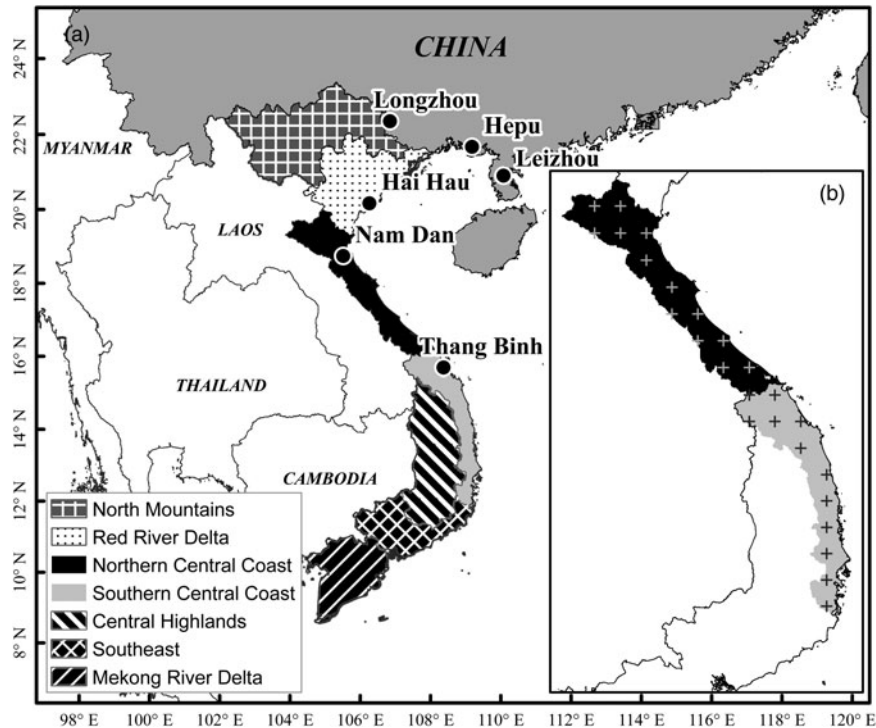 (a)
CHINA
24° N
22° N
20° N
18° N
16° N
14° N
12° N
10° N
8° N
Longzhou
Hepu
Leizhou
MYANMAR
Hai Hau
LAOS
Nam Dan
Thang Binh
THAILAND
CAMBODIA
(b)
North Mountains
Red River Delta
Northern Central Coast
Southern Central Coast
Central Highlands
Southeast
Mekong River Delta
98° E 100° E 102° E 104° E 106° E 108° E 110° E 112° E 114° E 116° E 118° E 120° E